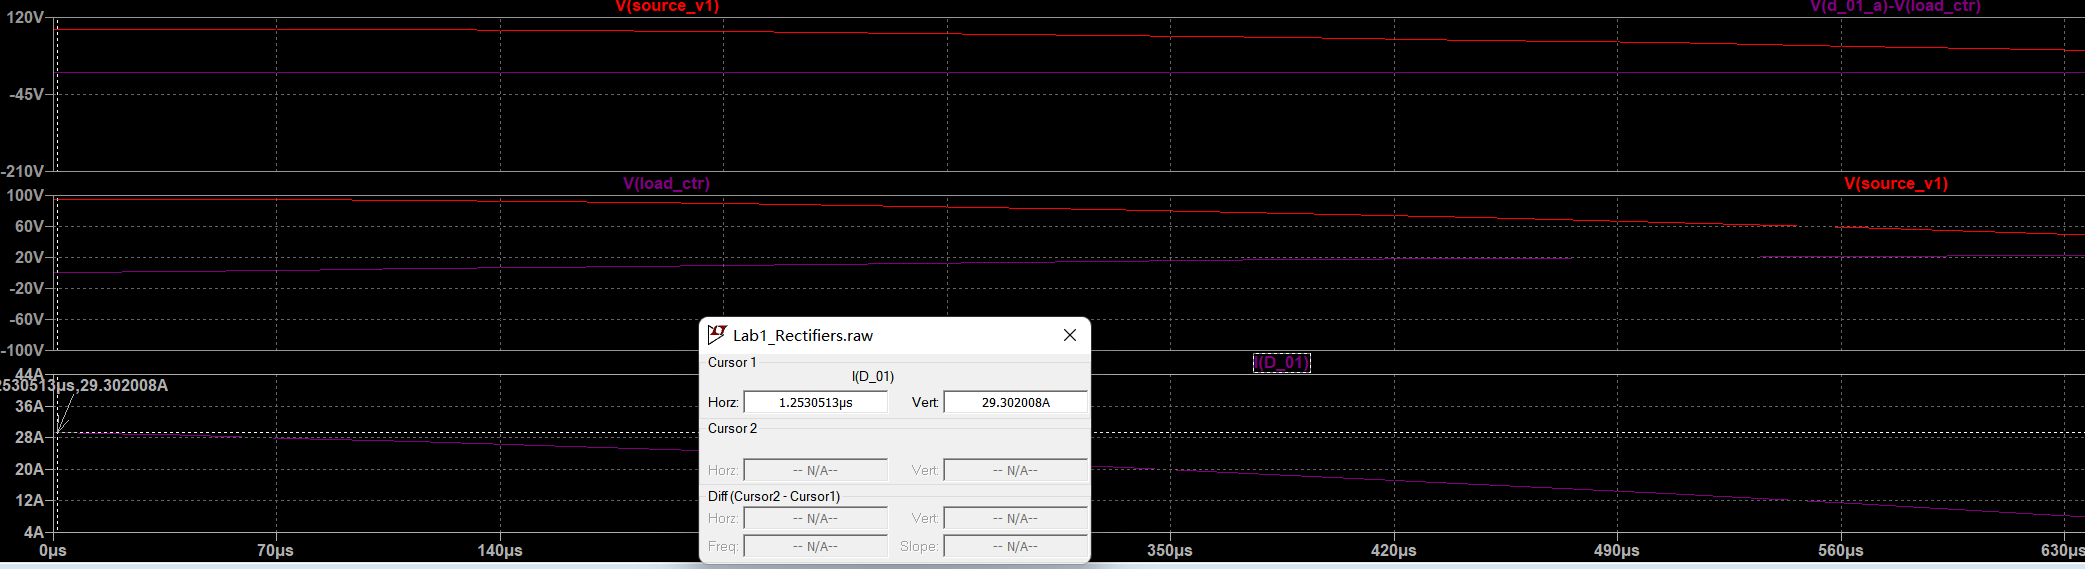 V(source_v1) V(d_01_a)-V(load_ctr)
120V
-45V
-210V
V(load_ctr) V(source_v1)
100V
60V
20V
-20V
-60V
-100V
I(D_01)
44A
2530513µs,29.302008A
36A
28A
20A
12A
4A
0µs 70µs 140µs 350µs 420µs 490µs 560µs 630µs
Lab1_Rectifiers.raw
Cursor 1
I(D_01)
Horz: 1.2530513µs Vert: 29.302008A
Cursor 2
Horz: -- N/A-- Vert: -- N/A--
Diff (Cursor2 - Cursor1)
Horz: -- N/A-- Vert: -- N/A--
Freq: -- N/A-- Slope: -- N/A--